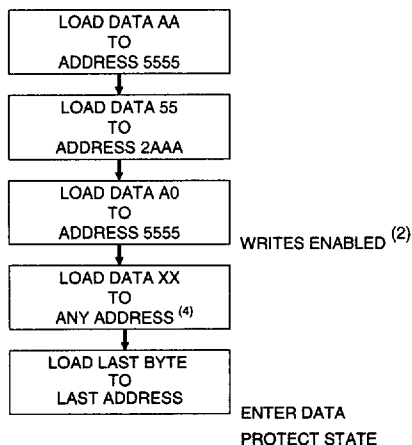 LOAD DATA AA
TO
ADDRESS 5555
LOAD DATA 55
TO
ADDRESS 2AAA
LOAD DATA A0
TO
ADDRESS 5555
WRITES ENABLED (2)
LOAD DATA XX
TO
ANY ADDRESS (4)
LOAD LAST BYTE
TO
LAST ADDRESS
ENTER DATA
PROTECT STATE